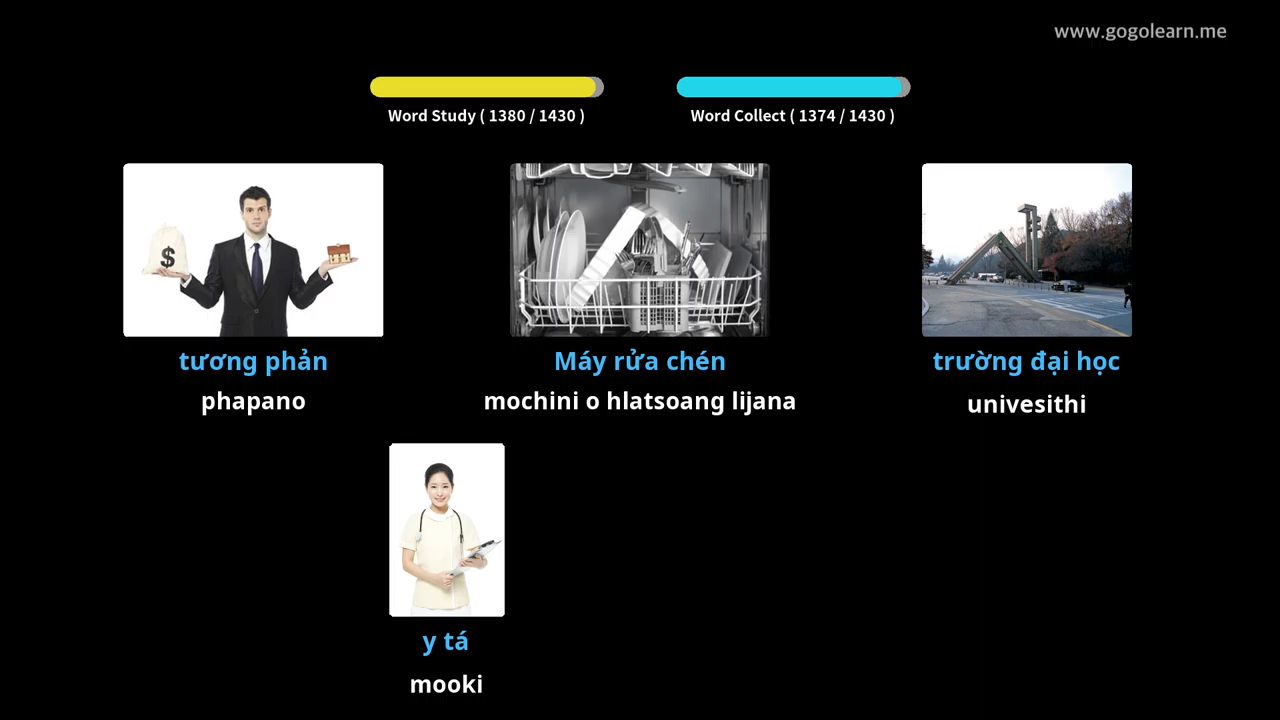 www.gogolearn.me
Word Study ( 1380 / 1430 )
Word Collect ( 1374 / 1430 )
tương phản
phapano
Máy rửa chén
mochini o hlatsoang lijana
trường đại học
univesithi
y tá
mooki